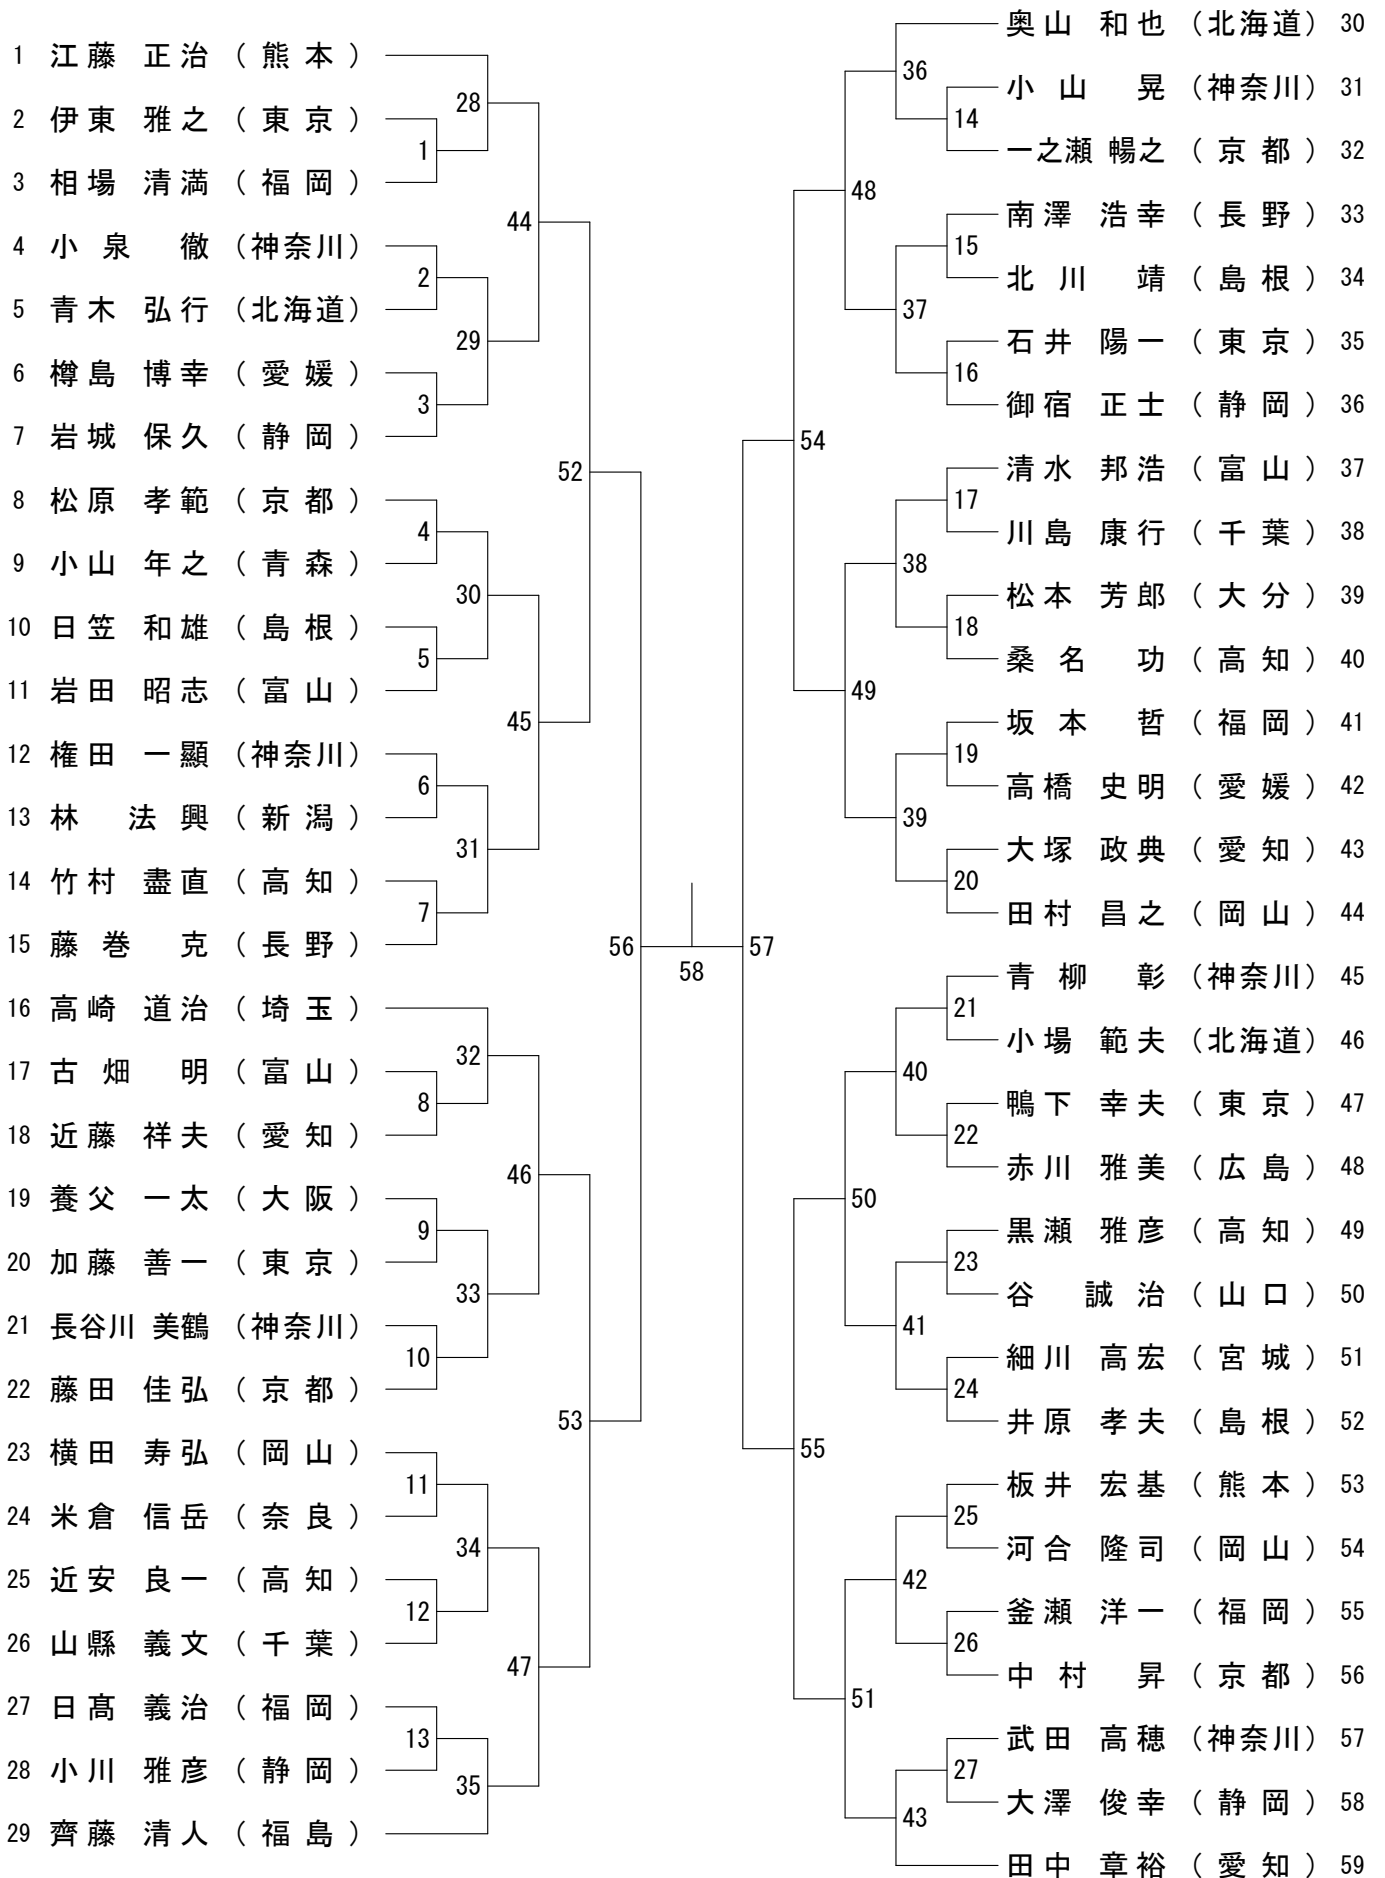 1 江藤 正治 (熊本)
2 伊東 雅之 (東京)
3 相場 清満 (福岡)
4 小泉 徹 (神奈川)
5 青木 弘行 (北海道)
6 樽島 博幸 (愛媛)
7 岩城 保久 (静岡)
8 松原 孝範 (京都)
9 小山 年之 (青森)
10 日笠 和雄 (島根)
11 岩田 昭志 (富山)
12 権田 一顯 (神奈川)
13 林 法興 (新潟)
14 竹村 盡直 (高知)
15 藤巻 克 (長野)
16 高崎 道治 (埼玉)
17 古畑 明 (富山)
18 近藤 祥夫 (愛知)
19 養父 一太 (大阪)
20 加藤 善一 (東京)
21 長谷川 美鶴 (神奈川)
22 藤田 佳弘 (京都)
23 横田 寿弘 (岡山)
24 米倉 信岳 (奈良)
25 近安 良一 (高知)
26 山縣 義文 (千葉)
27 日髙 義治 (福岡)
28 小川 雅彦 (静岡)
29 齊藤 清人 (福島)
1
2
3
4
5
6
7
8
9
10
11
12
13
28
29
30
31
32
33
34
35
44
45
46
47
52
53
56
58
57
54
55
48
49
50
51
36
37
38
39
40
41
42
43
14
15
16
17
18
19
20
21
22
23
24
25
26
27
奥山 和也 (北海道) 30
小山 晃 (神奈川) 31
一之瀬 暢之 (京都) 32
南澤 浩幸 (長野) 33
北川 靖 (島根) 34
石井 陽一 (東京) 35
御宿 正士 (静岡) 36
清水 邦浩 (富山) 37
川島 康行 (千葉) 38
松本 芳郎 (大分) 39
桑名 功 (高知) 40
坂本 哲 (福岡) 41
高橋 史明 (愛媛) 42
大塚 政典 (愛知) 43
田村 昌之 (岡山) 44
青柳 彰 (神奈川) 45
小場 範夫 (北海道) 46
鴨下 幸夫 (東京) 47
赤川 雅美 (広島) 48
黒瀬 雅彦 (高知) 49
谷 誠治 (山口) 50
細川 高宏 (宮城) 51
井原 孝夫 (島根) 52
板井 宏基 (熊本) 53
河合 隆司 (岡山) 54
釜瀬 洋一 (福岡) 55
中村 昇 (京都) 56
武田 高穂 (神奈川) 57
大澤 俊幸 (静岡) 58
田中 章裕 (愛知) 59